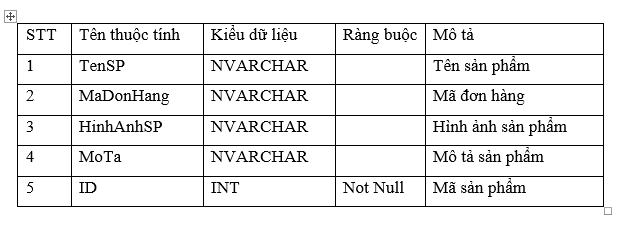 STT Tên thuộc tính Kiểu dữ liệu Ràng buộc Mô tả
1 TenSP NVARCHAR Tên sản phẩm
2 MaDonHang NVARCHAR Mã đơn hàng
3 HinhAnhSP NVARCHAR Hình ảnh sản phẩm
4 MoTa NVARCHAR Mô tả sản phẩm
5 ID INT Not Null Mã sản phẩm